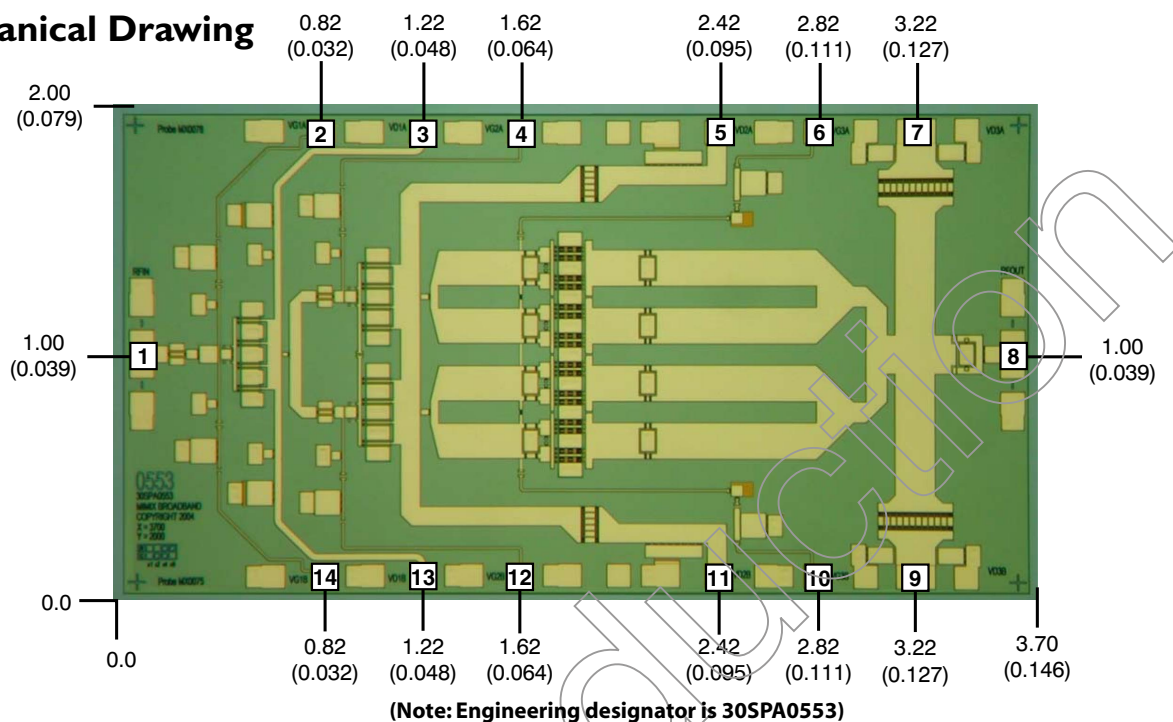 anical Drawing
0.82 1.22 1.62 2.42 2.82 3.22
(0.032) (0.048) (0.064) (0.095) (0.111) (0.127)
2.00
(0.079)
Probe MX0076 VG1A 2 VD1A 3 VG2A 4 5 VD2A 6 VG3A 7 VD3A
RFIN RFOUT
1.00
(0.039)
1 8
1.00
(0.039)
0553
30SPA0553
MIMIX BROADBAND
COPYRIGHT 2004
X = 3700
Y = 2000
Probe MX0075 VG1B 14 VD1B 13 VG2B 12 11 10 9 VD3B
0.0
0.0
0.82 1.22 1.62 2.42 2.82 3.22 3.70
(0.032) (0.048) (0.064) (0.095) (0.111) (0.127) (0.146)
duction
(Note: Engineering designator is 30SPA0553)